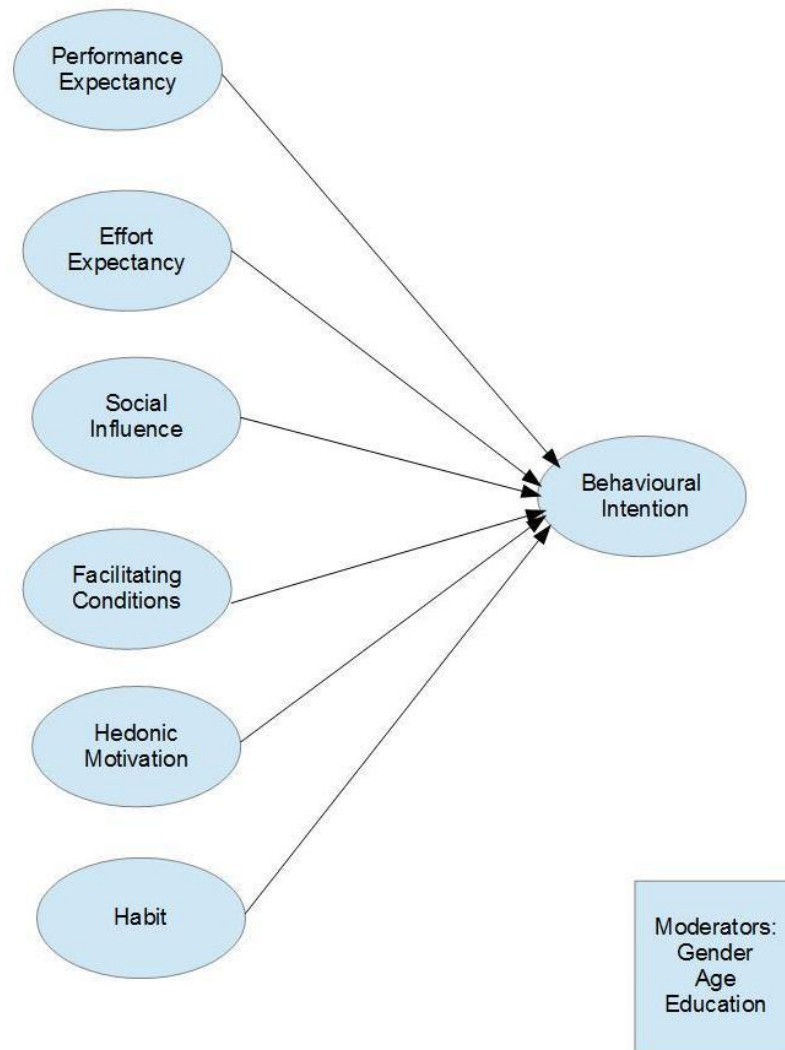 Performance
Expectancy
Effort
Expectancy
Social
Influence
Behavioural
Intention
Facilitating
Conditions
Hedonic
Motivation
Habit
Moderators:
Gender
Age
Education